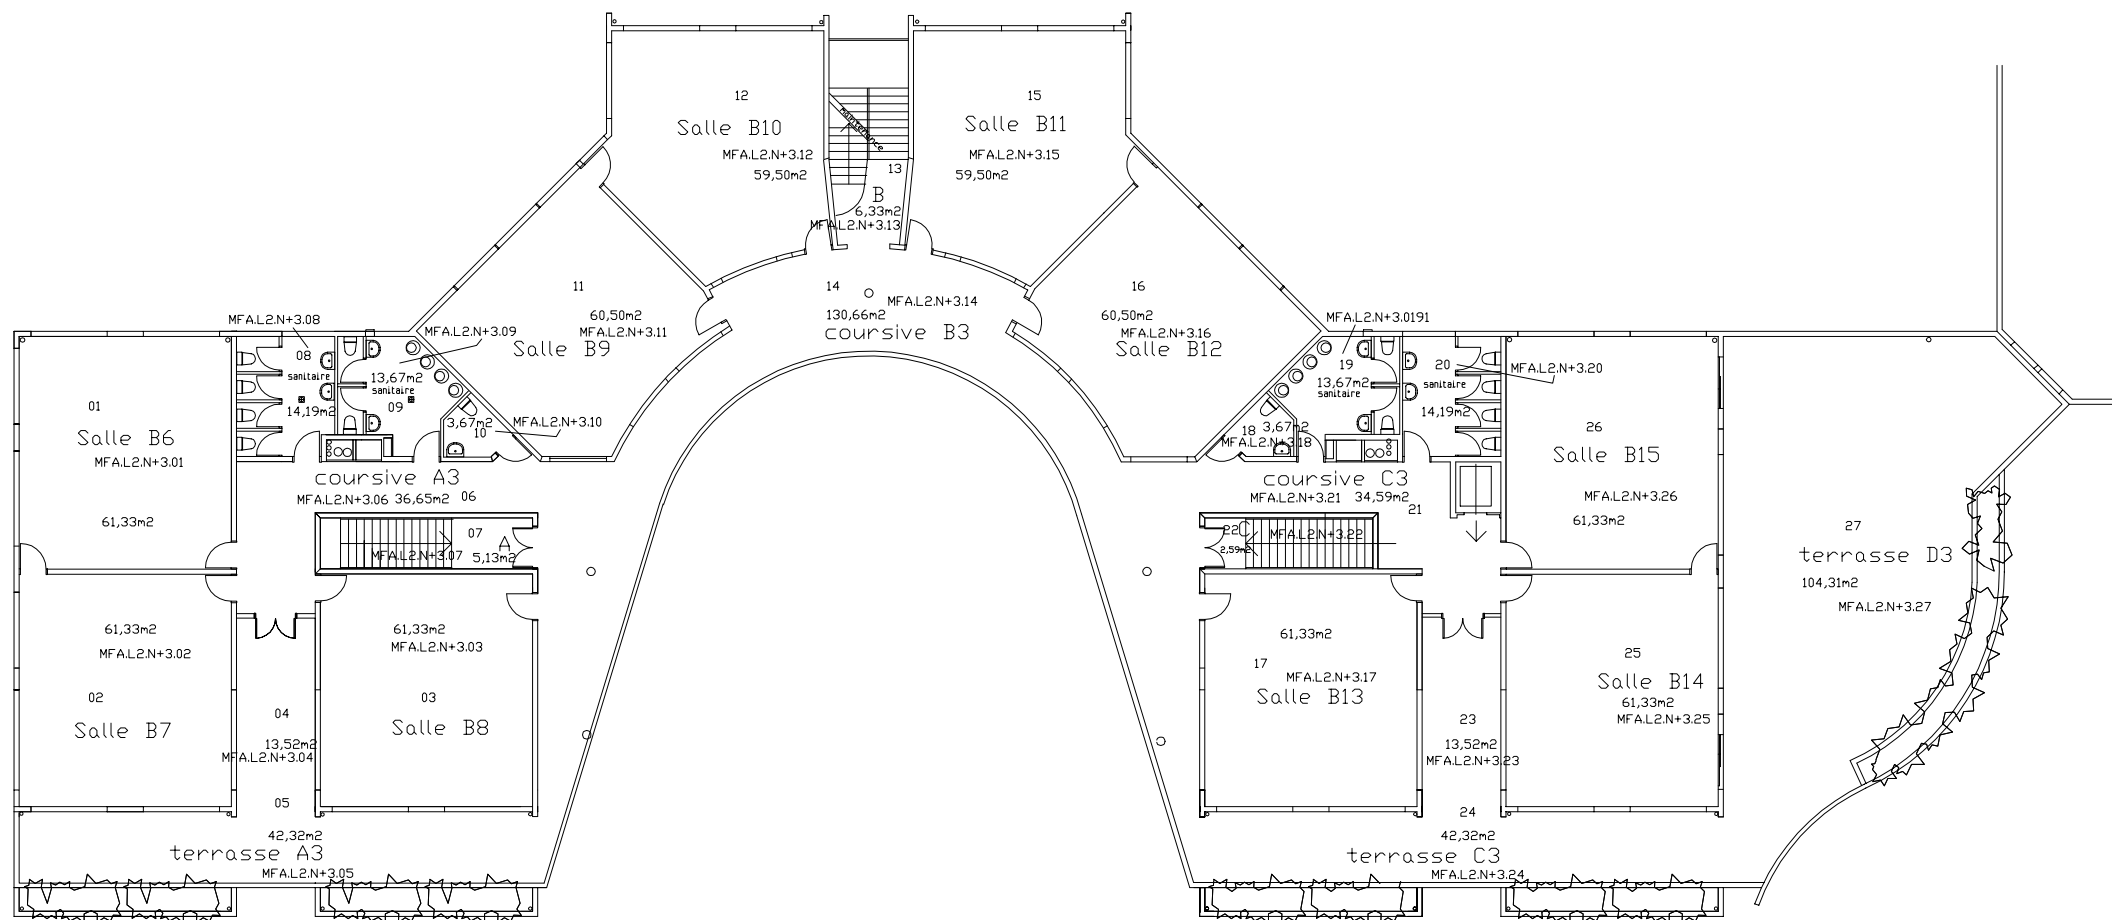 12
Salle B10
MFA.L2.N+3.12
59,50m2
maintenance
15
Salle B11
MFA.L2.N+3.15
59,50m2
13
B
6,33m2
MFA.L2.N+3.13
11
60,50m2
MFA.L2.N+3.11
Salle B9
14
MFA.L2.N+3.14
130,66m2
coursive B3
16
60,50m2
MFA.L2.N+3.16
Salle B12
MFA.L2.N+3.08
08
sanitaire
14,19m2
MFA.L2.N+3.09
13,67m2
sanitaire
09
3,67m2
10
MFA.L2.N+3.10
MFA.L2.N+3.0191
19
13,67m2
sanitaire
20
sanitaire
14,19m2
MFA.L2.N+3.20
18
3,67m2
MFA.L2.N+3.18
01
Salle B6
MFA.L2.N+3.01
61,33m2
coursive A3
MFA.L2.N+3.06 36,65m2 06
07
A
MFA.L2.N+3.07
5,13m2
coursive C3
MFA.L2.N+3.21 34,59m2
21
22
C
MFA.L2.N+3.22
2,59m2
26
Salle B15
MFA.L2.N+3.26
61,33m2
27
terrasse D3
104,31m2
MFA.L2.N+3.27
61,33m2
MFA.L2.N+3.02
02
Salle B7
61,33m2
MFA.L2.N+3.03
03
Salle B8
04
13,52m2
MFA.L2.N+3.04
05
42,32m2
terrasse A3
MFA.L2.N+3.05
61,33m2
17
MFA.L2.N+3.17
Salle B13
23
13,52m2
MFA.L2.N+3.23
25
Salle B14
61,33m2
MFA.L2.N+3.25
24
42,32m2
terrasse C3
MFA.L2.N+3.24